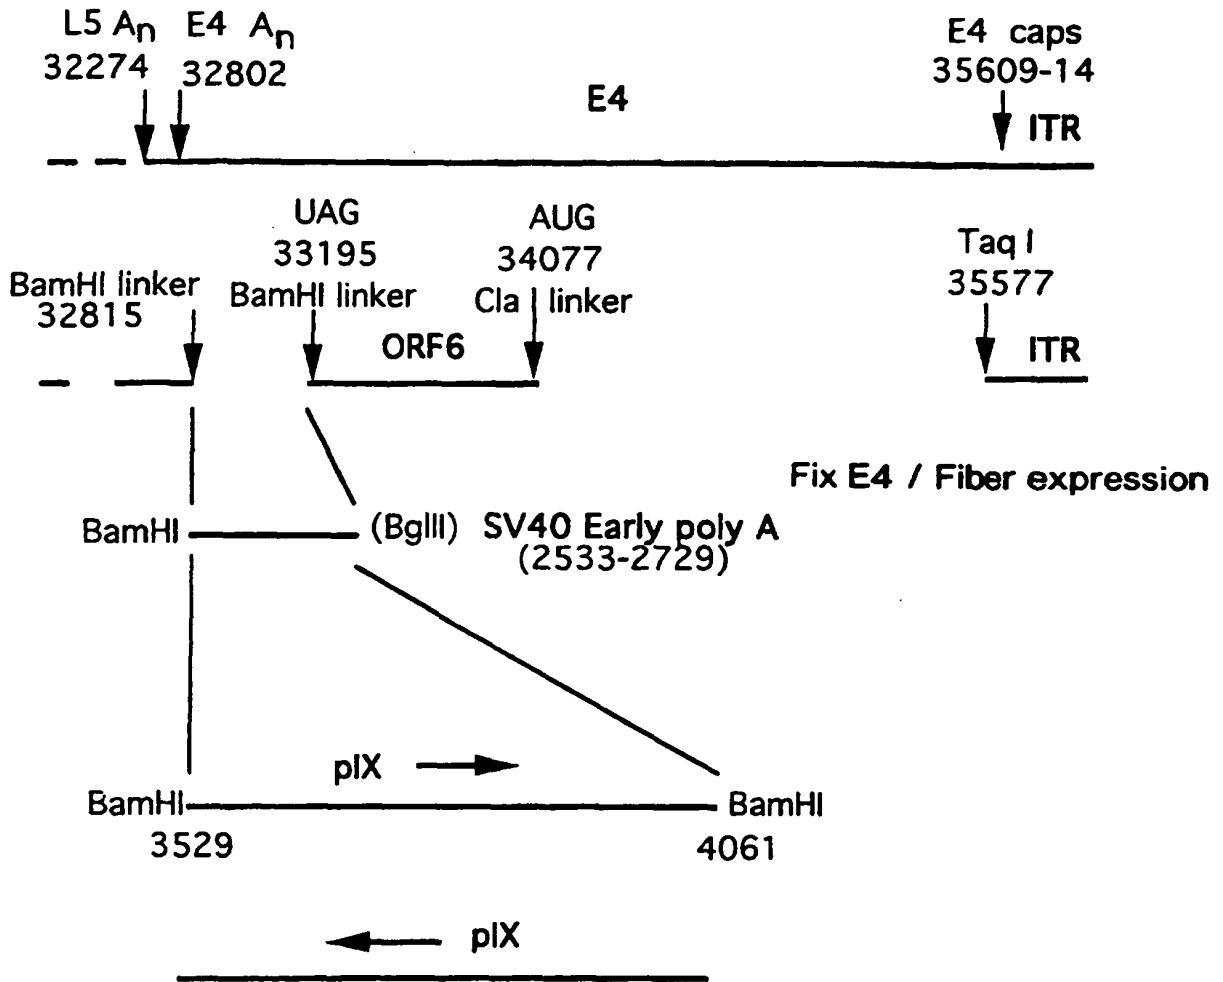 L5 An E4 An E4 caps
32274 32802 35609-14
E4
ITR
UAG AUG Taq I
33195 34077 35577
BamHI linker BamHI linker Cla I linker
32815
ORF6 ITR
Fix E4 / Fiber expression
BamHI (BglII) SV40 Early poly A
(2533-2729)
pIX
BamHI BamHI
3529 4061
pIX